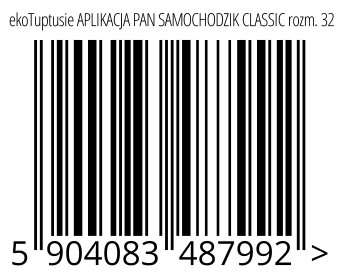 ekoTuptusie APLIKACJA PAN SAMOCHODZIK CLASSIC rozm. 32
5 904083 487992 >